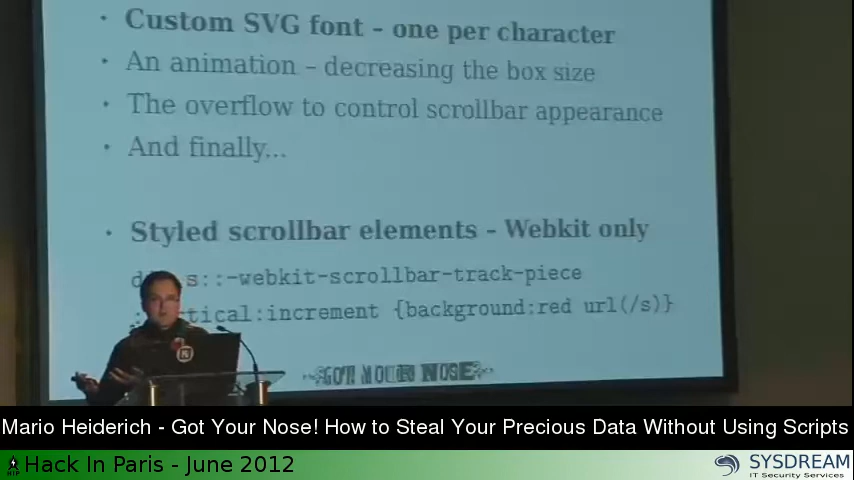 • Custom SVG font – one per character
• An animation – decreasing the box size
• The overflow to control scrollbar appearance
• And finally...
• Styled scrollbar elements – Webkit only
s::-webkit-scrollbar-track-piece
tical:increment {background:red url(/s)}
Mario Heiderich - Got Your Nose! How to Steal Your Precious Data Without Using Scripts
HIP Hack In Paris - June 2012
SYSDREAM
IT Security Services